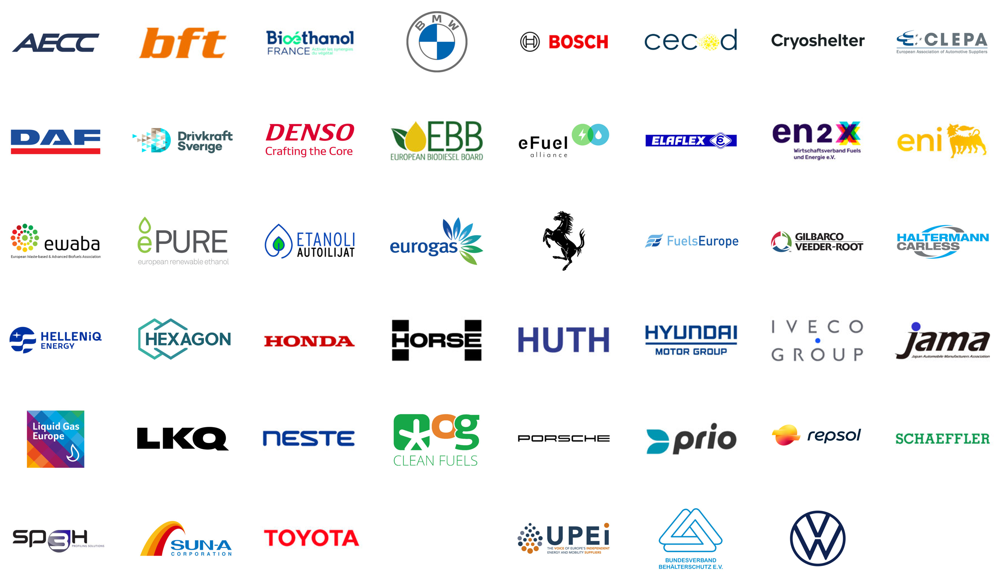 AECC
bft
Bioéthanol
FRANCE Activer les synergies
du végétal
BMW
BOSCH
cecod
Cryoshelter
CLEPA
European Association of Automotive Suppliers
DAF
Drivkraft
Sverige
DENSO
Crafting the Core
EBB
EUROPEAN BIODIESEL BOARD
eFuel
alliance
ELAFLEX
en2x
Wirtschaftsverband Fuels
und Energie e.V.
eni
ewaba
European Waste-based & Advanced Biofuels Association
ePURE
european renewable ethanol
ETANOLI
AUTOILIJAT
eurogas
FuelsEurope
GILBARCO
VEEDER-ROOT
HALTERMANN
CARLESS
HELLENiQ
ENERGY
HEXAGON
HONDA
HORSE
HUTH
HYUNDAI
MOTOR GROUP
IVECO
GROUP
jama
Japan Automobile Manufacturers Association
Liquid Gas
Europe
LKQ
NESTE
og
CLEAN FUELS
PORSCHE
prio
repsol
SCHAEFFLER
SP3H
PROFILING SOLUTIONS
SUN-A
CORPORATION
TOYOTA
UPEi
THE VOICE OF EUROPE'S INDEPENDENT
ENERGY AND MOBILITY SUPPLIERS
BUNDESVERBAND
BEHÄLTERSCHUTZ E.V.
VW